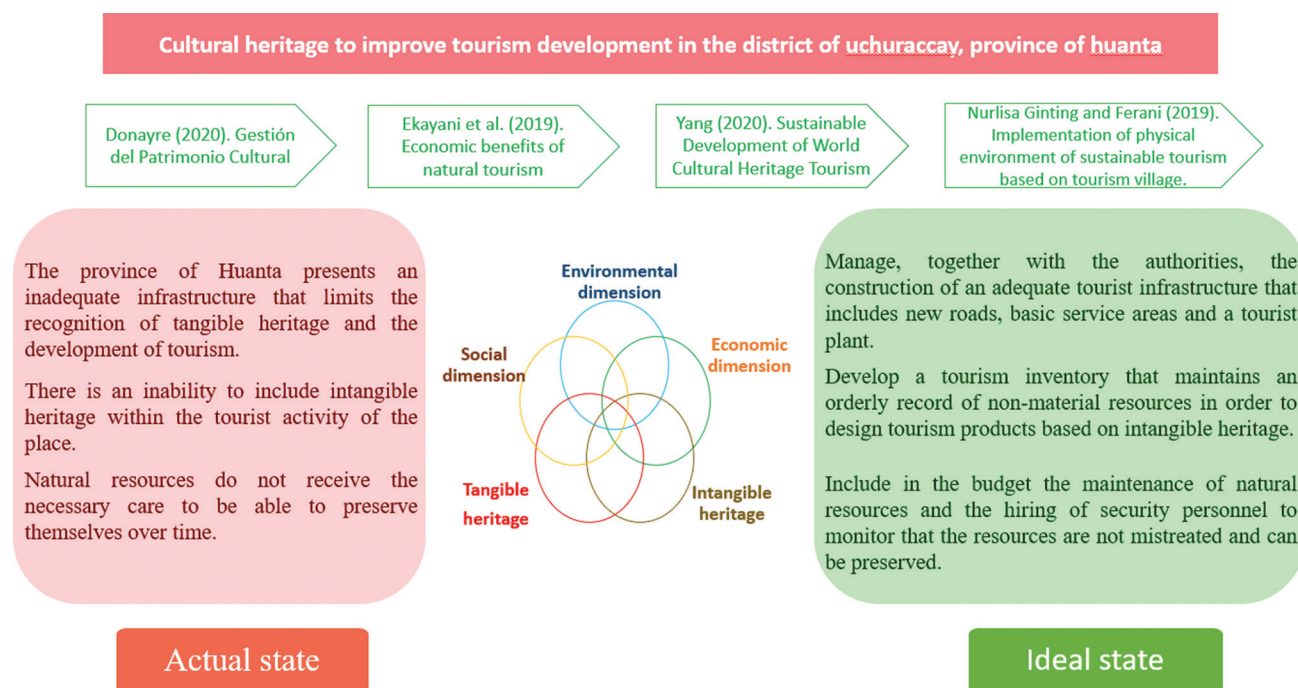 Cultural heritage to improve tourism development in the district of uchuraccay, province of huanta
Donayre (2020). Gestión
del Patrimonio Cultural
Ekayani et al. (2019).
Economic benefits of
natural tourism
Yang (2020). Sustainable
Development of World
Cultural Heritage Tourism
Nurlisa Ginting and Ferani (2019).
Implementation of physical
environment of sustainable tourism
based on tourism village.
The province of Huanta presents an
inadequate infrastructure that limits the
recognition of tangible heritage and the
development of tourism.
There is an inability to include intangible
heritage within the tourist activity of the
place.
Natural resources do not receive the
necessary care to be able to preserve
themselves over time.
Environmental
dimension
Social
dimension
Economic
dimension
Tangible
heritage
Intangible
heritage
Manage, together with the authorities, the
construction of an adequate tourist infrastructure that
includes new roads, basic service areas and a tourist
plant.
Develop a tourism inventory that maintains an
orderly record of non-material resources in order to
design tourism products based on intangible heritage.
Include in the budget the maintenance of natural
resources and the hiring of security personnel to
monitor that the resources are not mistreated and can
be preserved.
Actual state
Ideal state